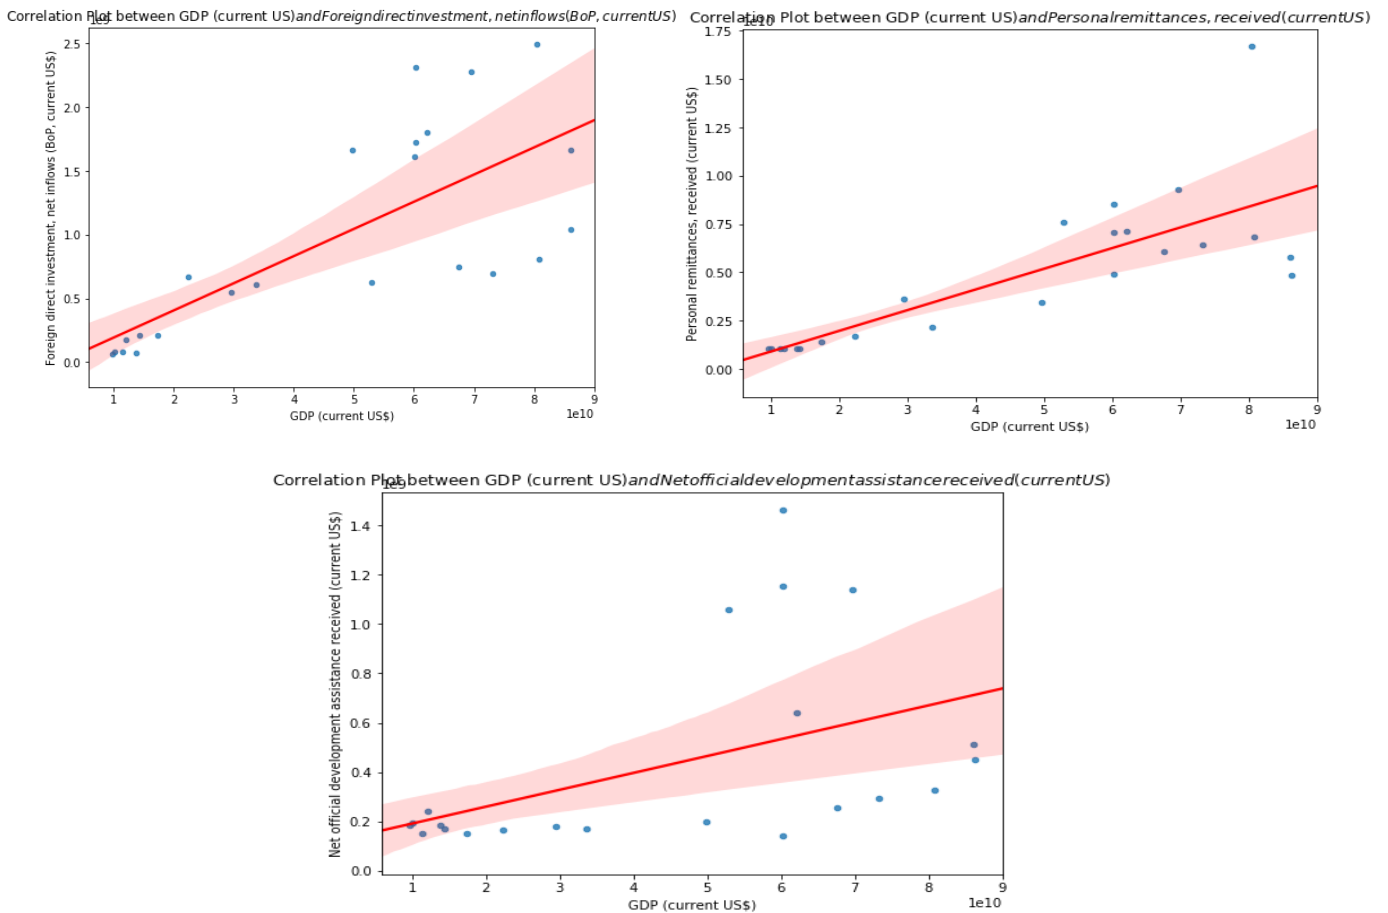 Correlation Plot between GDP (current US)andForeigndirectinvestment,netinflows(BoP,currentUS)
1e9
2.5
2.0
1.5
1.0
0.5
0.0
Foreign direct investment, net inflows (BoP, current US$)
1 2 3 4 5 6 7 8 9
1e10
GDP (current US$)
Correlation Plot between GDP (current US)andPersonalremittances,received(currentUS)
1e10
1.75
1.50
1.25
1.00
0.75
0.50
0.25
0.00
Personal remittances, received (current US$)
1 2 3 4 5 6 7 8 9
1e10
GDP (current US$)
Correlation Plot between GDP (current US)andNetofficialdevelopmentassistancereceived(currentUS)
1e9
1.4
1.2
1.0
0.8
0.6
0.4
0.2
0.0
Net official development assistance received (current US$)
1 2 3 4 5 6 7 8 9
1e10
GDP (current US$)